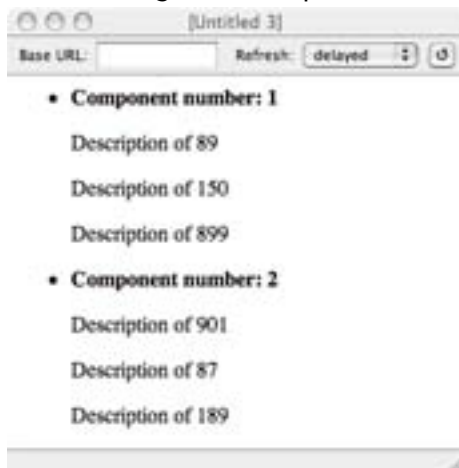 [Untitled 3]
Base URL: Refresh: delayed
• Component number: 1
Description of 89
Description of 150
Description of 899
• Component number: 2
Description of 901
Description of 87
Description of 189